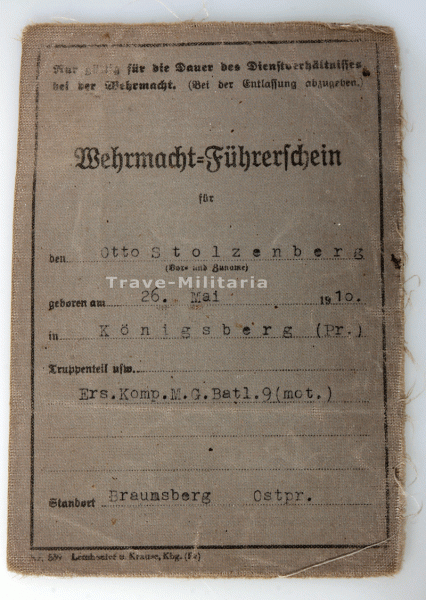 Nur gültig für die Dauer des Dienstverhältnisses
bei der Wehrmacht. (Bei der Entlassung abzugeben.)
Wehrmacht=Führerschein
für
den Otto Stolzenberg
(Vor= und Zuname)
Trave-Militaria
geboren am 26. Mai 1910.
in Königsberg (Pr.)
Truppenteil usw.
Ers.Komp.M.G.Batl.9(mot.)
Standort Braunsberg Ostpr.
u. Krause, Kbg. (Pr)